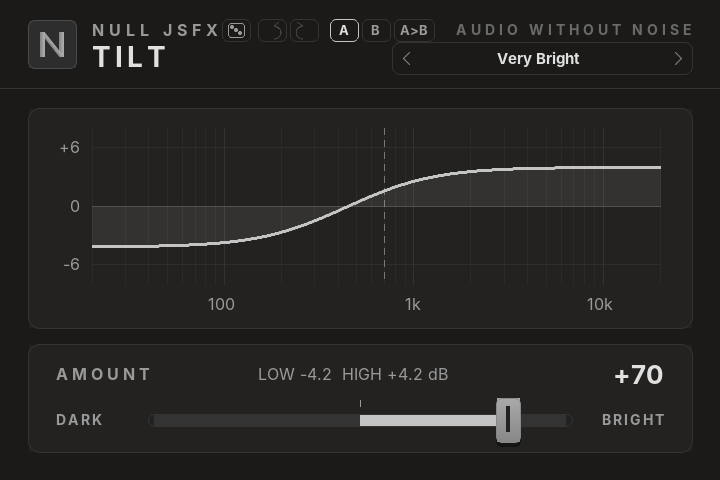 N NULL JSFX A B A>B AUDIO WITHOUT NOISE
TILT
Very Bright
+6
0
-6
100 1k 10k
AMOUNT LOW -4.2 HIGH +4.2 dB +70
DARK BRIGHT